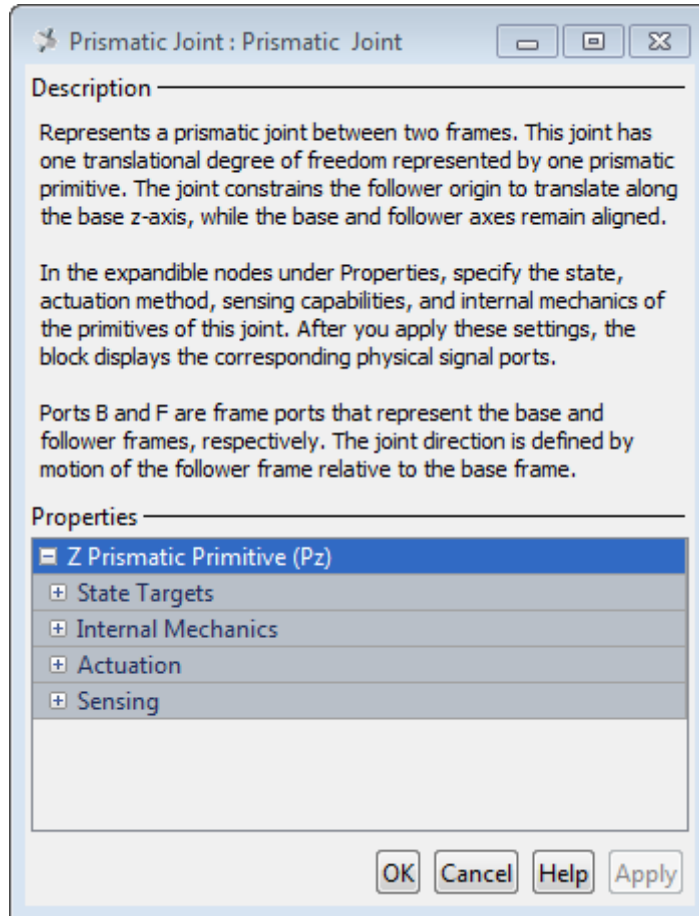 Prismatic Joint : Prismatic Joint
Description
Represents a prismatic joint between two frames. This joint has
one translational degree of freedom represented by one prismatic
primitive. The joint constrains the follower origin to translate along
the base z-axis, while the base and follower axes remain aligned.
In the expandible nodes under Properties, specify the state,
actuation method, sensing capabilities, and internal mechanics of
the primitives of this joint. After you apply these settings, the
block displays the corresponding physical signal ports.
Ports B and F are frame ports that represent the base and
follower frames, respectively. The joint direction is defined by
motion of the follower frame relative to the base frame.
Properties
Z Prismatic Primitive (Pz)
State Targets
Internal Mechanics
Actuation
Sensing
OK Cancel Help Apply